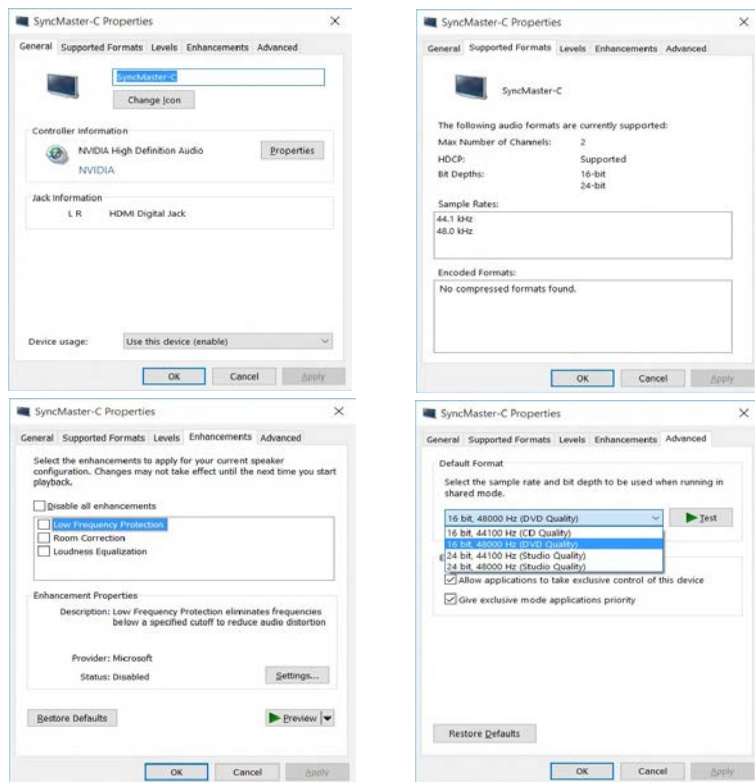 SyncMaster-C Properties
General Supported Formats Levels Enhancements Advanced
SyncMaster-C
Change Icon
Controller Information
NVIDIA High Definition Audio Properties
NVIDIA
Jack Information
L R HDMI Digital Jack
Device usage: Use this device (enable)
OK Cancel Apply
SyncMaster-C Properties
General Supported Formats Levels Enhancements Advanced
SyncMaster-C
The following audio formats are currently supported:
Max Number of Channels: 2
HDCP: Supported
Bit Depths: 16-bit
24-bit
Sample Rates:
44.1 kHz
48.0 kHz
Encoded Formats:
No compressed formats found.
OK Cancel Apply
SyncMaster-C Properties
General Supported Formats Levels Enhancements Advanced
Select the enhancements to apply for your current speaker
configuration. Changes may not take effect until the next time you start
playback.
Disable all enhancements
Low Frequency Protection
Room Correction
Loudness Equalization
Enhancement Properties
Description: Low Frequency Protection eliminates frequencies
below a specified cutoff to reduce audio distortion
Provider: Microsoft
Status: Disabled Settings...
Restore Defaults Preview
OK Cancel Apply
SyncMaster-C Properties
General Supported Formats Levels Enhancements Advanced
Default Format
Select the sample rate and bit depth to be used when running in
shared mode.
16 bit, 48000 Hz (DVD Quality) Test
16 bit, 44100 Hz (CD Quality)
16 bit, 48000 Hz (DVD Quality)
24 bit, 44100 Hz (Studio Quality)
24 bit, 48000 Hz (Studio Quality)
Allow applications to take exclusive control of this device
Give exclusive mode applications priority
Restore Defaults
OK Cancel Apply